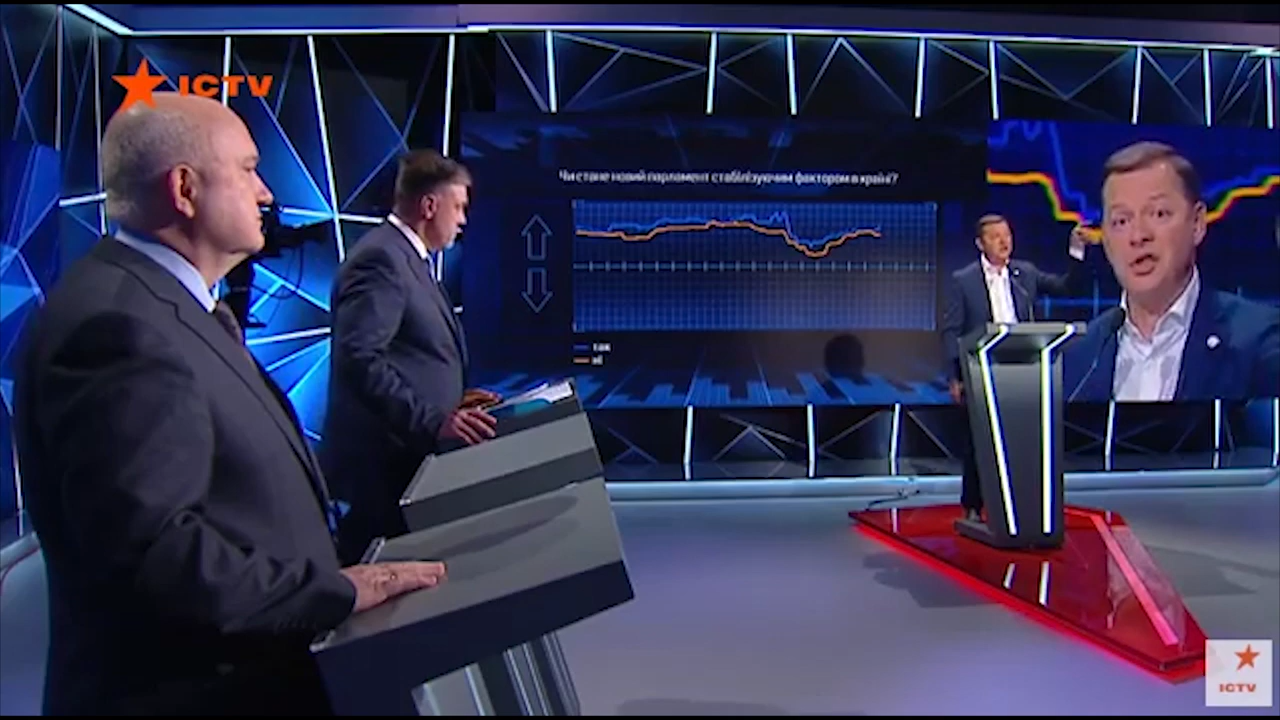 ICTV
Чи стане новий парламент стабілізуючим фактором в країні?
так
ні
ICTV